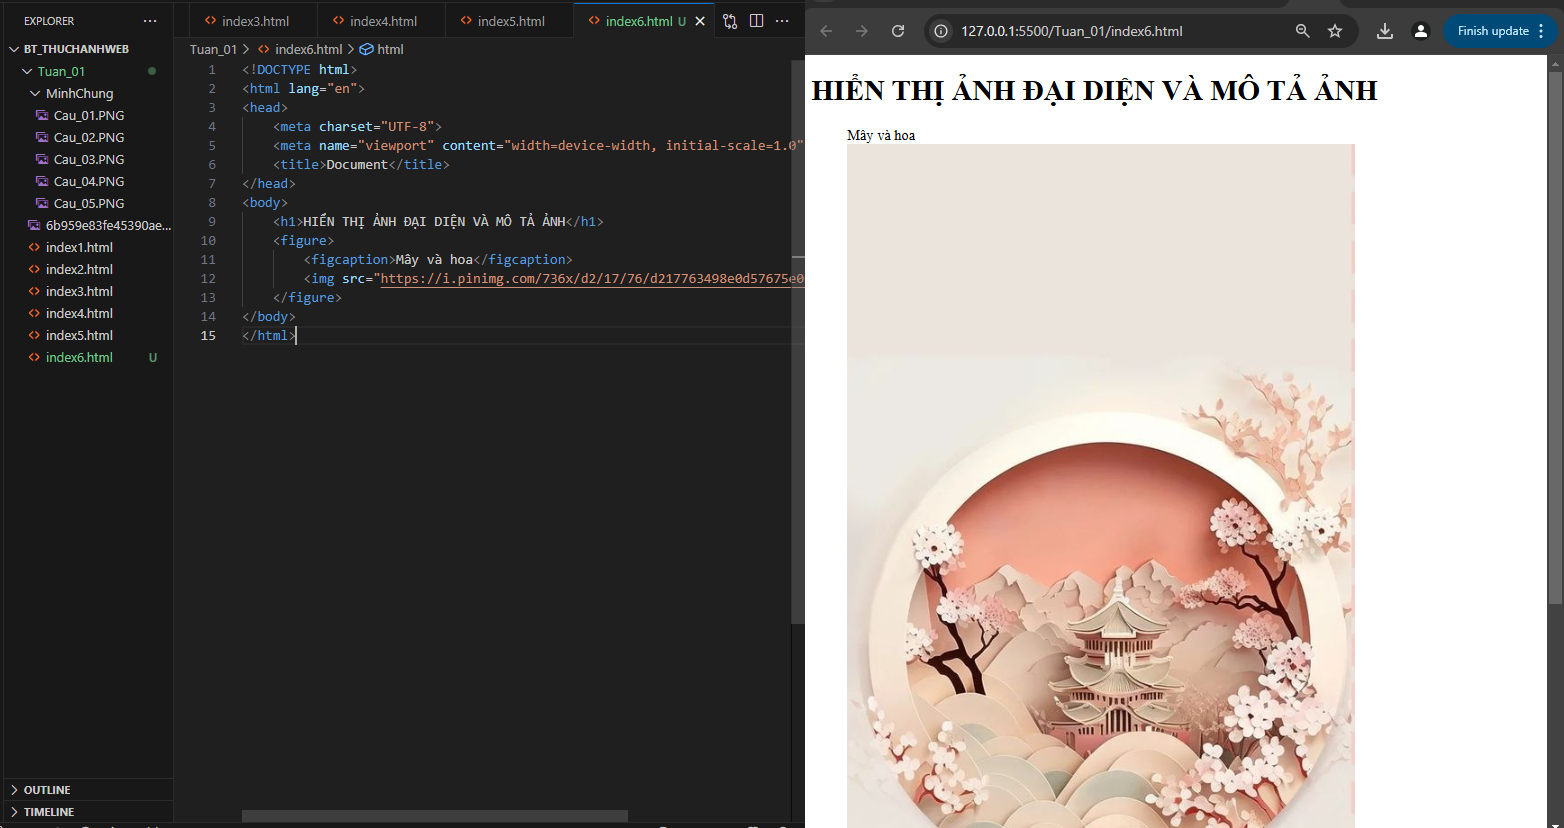 EXPLORER
BT_THUCHANHWEB
Tuan_01
MinhChung
Cau_01.PNG
Cau_02.PNG
Cau_03.PNG
Cau_04.PNG
Cau_05.PNG
6b959e83fe45390ae...
index1.html
index2.html
index3.html
index4.html
index5.html
index6.html U
OUTLINE
TIMELINE
index3.html index4.html index5.html index6.html U
Tuan_01 > index6.html > html
1 <!DOCTYPE html>
2 <html lang="en">
3 <head>
4 <meta charset="UTF-8">
5 <meta name="viewport" content="width=device-width, initial-scale=1.0"
6 <title>Document</title>
7 </head>
8 <body>
9 <h1>HIỂN THỊ ẢNH ĐẠI DIỆN VÀ MÔ TẢ ẢNH</h1>
10 <figure>
11 <figcaption>Mây và hoa</figcaption>
12 <img src="https://i.pinimg.com/736x/d2/17/76/d217763498e0d57675e0
13 </figure>
14 </body>
15 </html>
127.0.0.1:5500/Tuan_01/index6.html
Finish update
HIỂN THỊ ẢNH ĐẠI DIỆN VÀ MÔ TẢ ẢNH
Mây và hoa